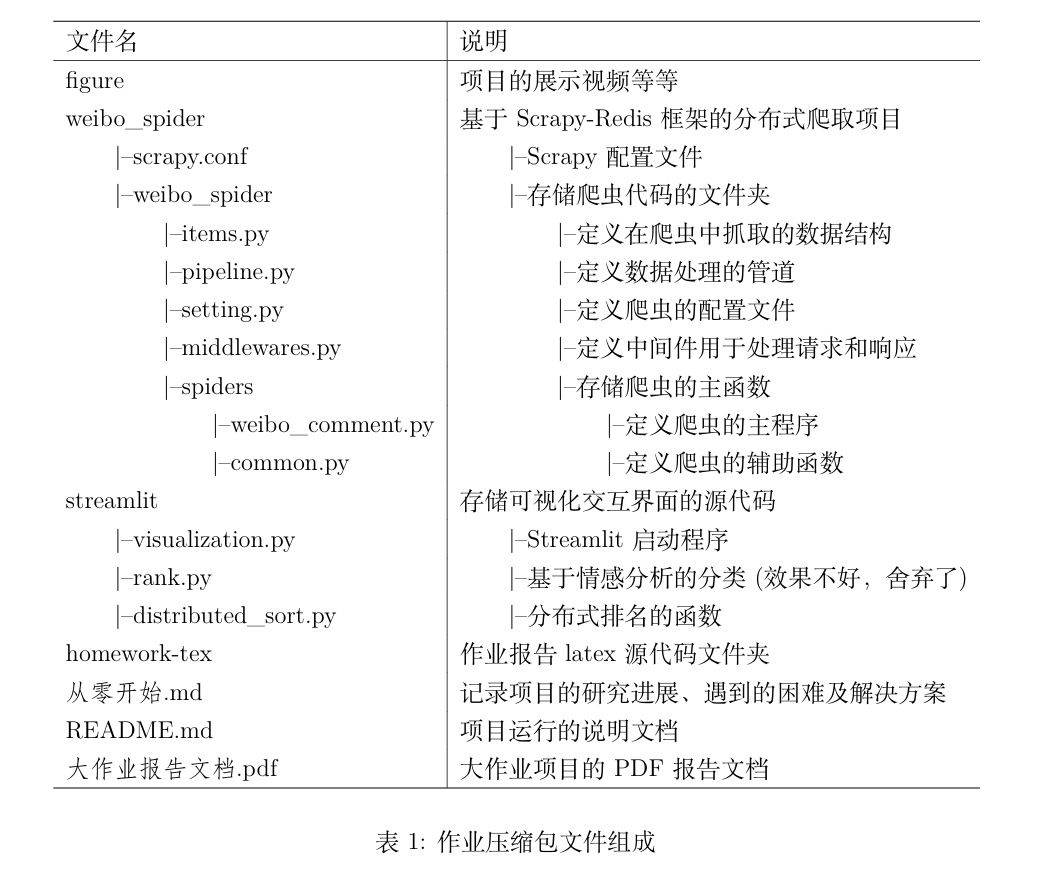 文件名 说明
figure 项目的展示视频等等
weibo_spider 基于 Scrapy-Redis 框架的分布式爬取项目
|–scrapy.conf |–Scrapy 配置文件
|–weibo_spider |–存储爬虫代码的文件夹
|–items.py |–定义在爬虫中抓取的数据结构
|–pipeline.py |–定义数据处理的管道
|–setting.py |–定义爬虫的配置文件
|–middlewares.py |–定义中间件用于处理请求和响应
|–spiders |–存储爬虫的主函数
|–weibo_comment.py |–定义爬虫的主程序
|–common.py |–定义爬虫的辅助函数
streamlit 存储可视化交互界面的源代码
|–visualization.py |–Streamlit 启动程序
|–rank.py |–基于情感分析的分类 (效果不好，舍弃了)
|–distributed_sort.py |–分布式排名的函数
homework-tex 作业报告 latex 源代码文件夹
从零开始.md 记录项目的研究进展、遇到的困难及解决方案
README.md 项目运行的说明文档
大作业报告文档.pdf 大作业项目的 PDF 报告文档
表 1: 作业压缩包文件组成